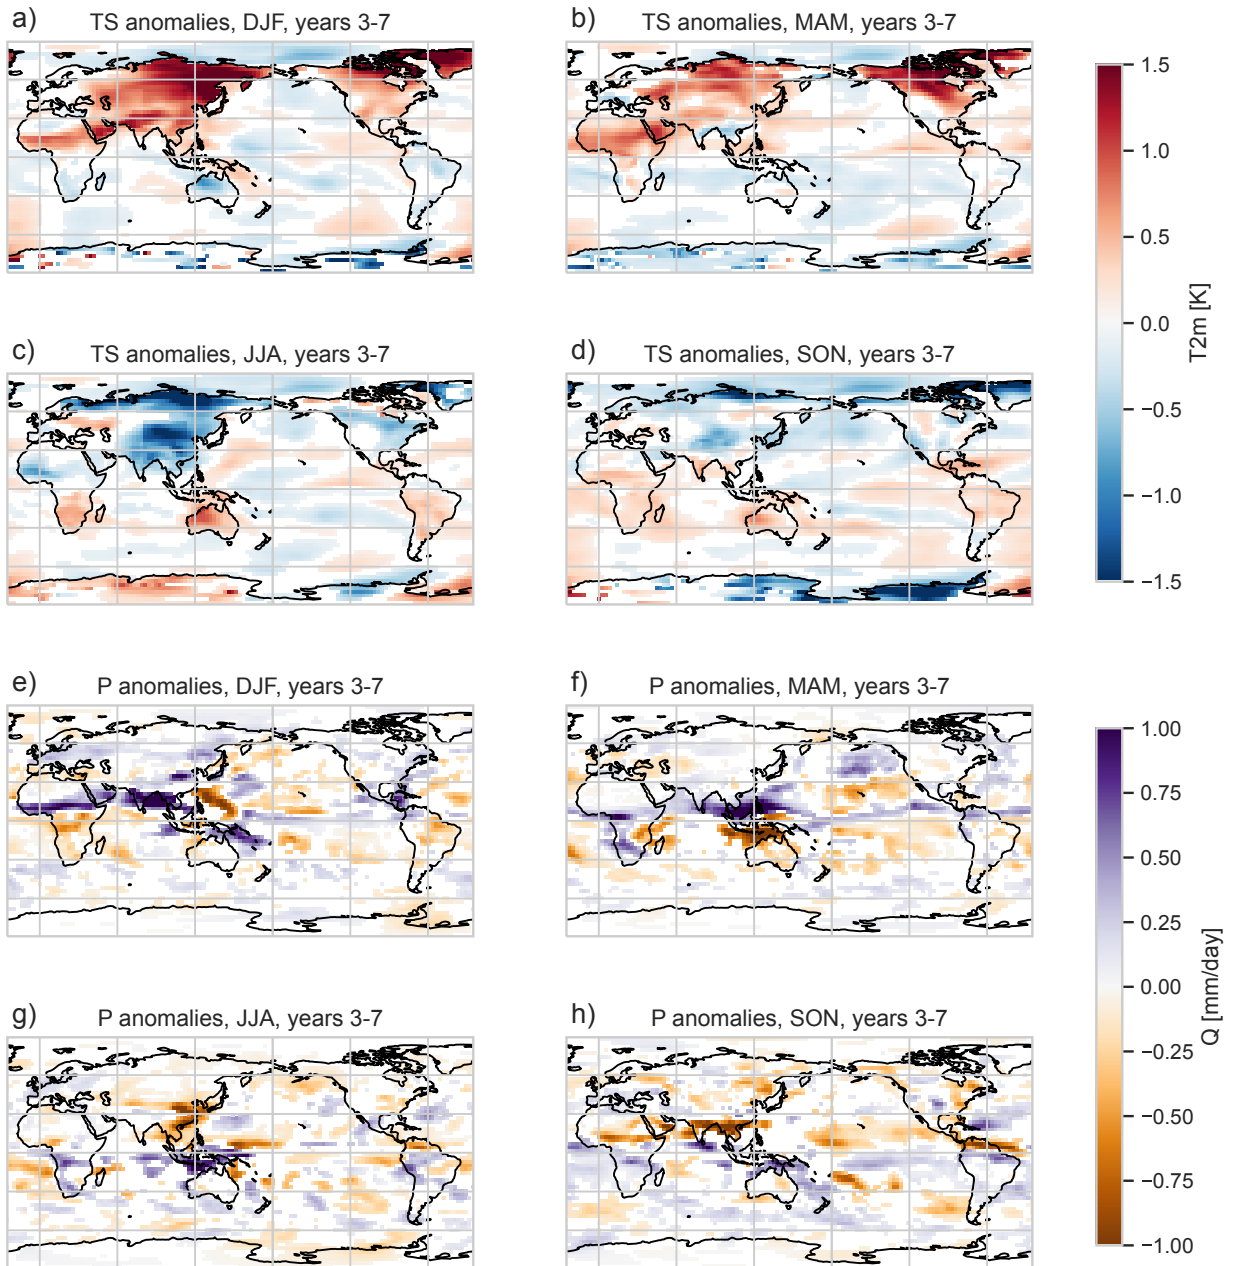 a) TS anomalies, DJF, years 3-7
b) TS anomalies, MAM, years 3-7
1.5
1.0
0.5
0.0
−0.5
−1.0
−1.5
T2m [K]
c) TS anomalies, JJA, years 3-7
d) TS anomalies, SON, years 3-7
e) P anomalies, DJF, years 3-7
f) P anomalies, MAM, years 3-7
1.00
0.75
0.50
0.25
0.00
−0.25
−0.50
−0.75
−1.00
Q [mm/day]
g) P anomalies, JJA, years 3-7
h) P anomalies, SON, years 3-7